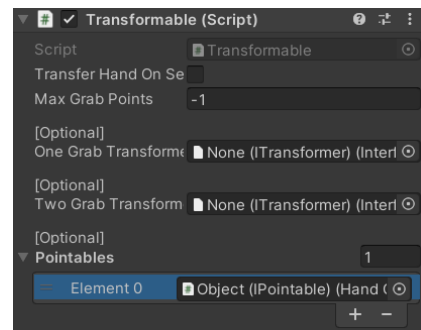 # Transformable (Script)
Script # Transformable
Transfer Hand On Se
Max Grab Points -1
[Optional]
One Grab Transforme None (ITransformer) (Interf
[Optional]
Two Grab Transform None (ITransformer) (Interf
[Optional]
Pointables 1
= Element 0 # Object (IPointable) (Hand G
+ −